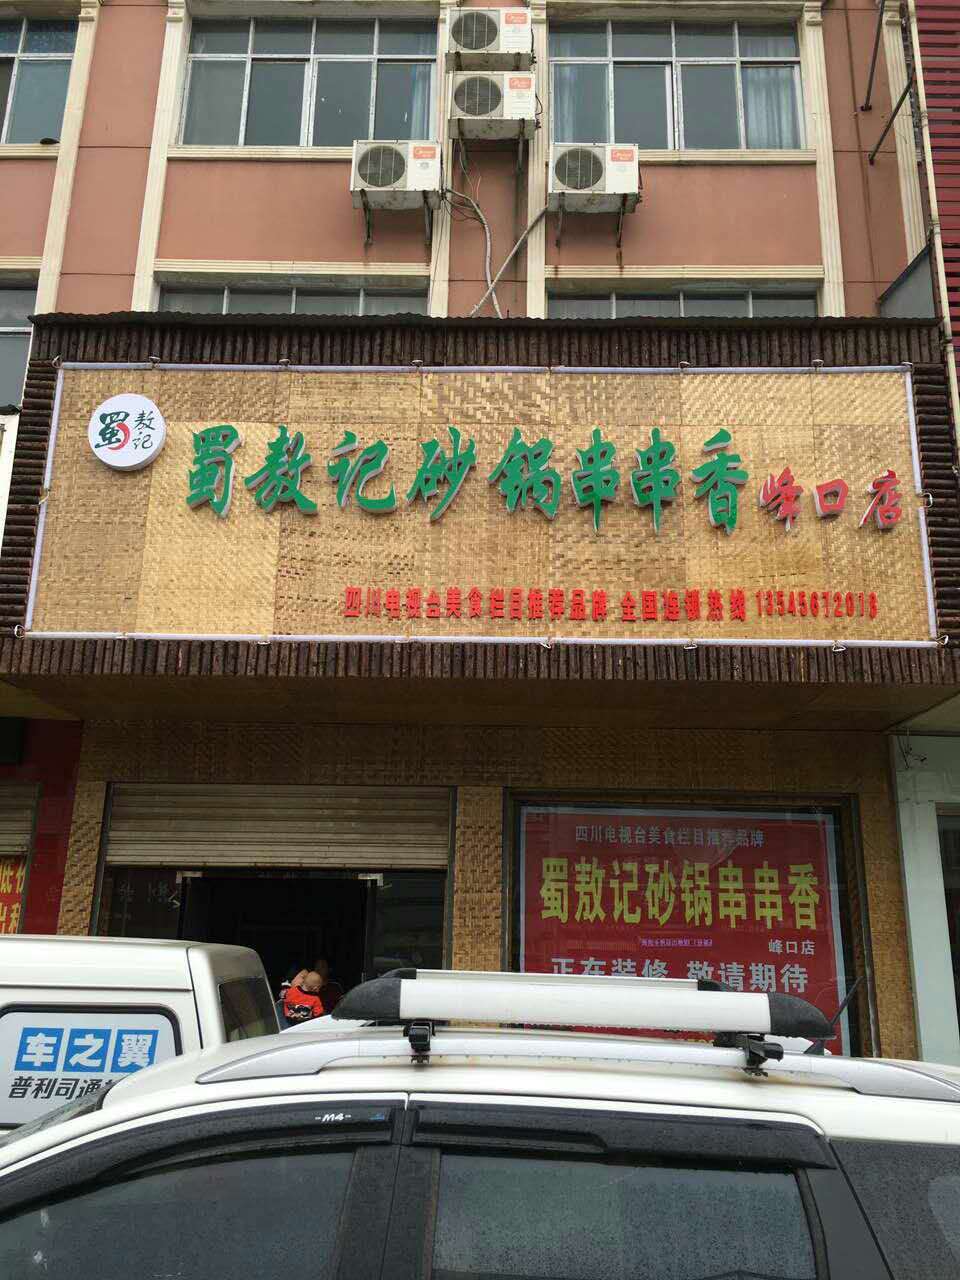 蜀敖记
蜀敖记砂锅串串香峰口店
四川电视台美食栏目推荐品牌 全国连锁热线 13545672018
四川电视台美食栏目推荐品牌
蜀敖记砂锅串串香
峰口店
正在装修 敬请期待
车之翼
普利司通
M4